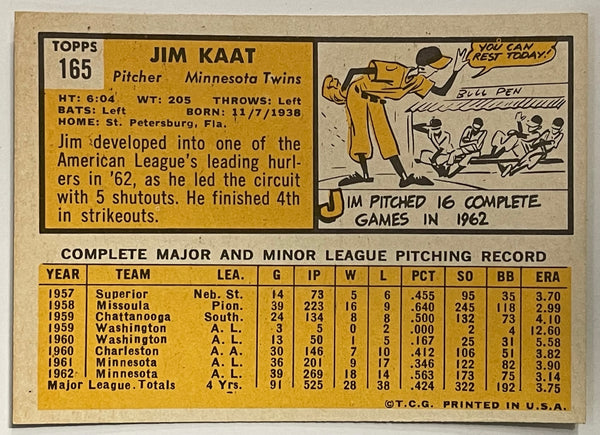 TOPPS
165
JIM KAAT
Pitcher Minnesota Twins
HT: 6:04 WT: 205 THROWS: Left
BATS: Left BORN: 11/7/1938
HOME: St. Petersburg, Fla.
Jim developed into one of the
American League's leading hurl-
ers in '62, as he led the circuit
with 5 shutouts. He finished 4th
in strikeouts.
YOU CAN
REST TODAY!
BULL PEN
JIM PITCHED 16 COMPLETE
GAMES IN 1962
COMPLETE MAJOR AND MINOR LEAGUE PITCHING RECORD
YEAR TEAM LEA. G IP W L PCT SO BB ERA
1957 Superior Neb. St. 14 73 5 6 .455 95 35 3.70
1958 Missoula Pion. 39 223 16 9 .640 245 118 2.99
1959 Chattanooga South. 24 134 8 8 .500 132 73 4.10
1959 Washington A. L. 3 5 0 2 .000 2 4 12.60
1960 Washington A. L. 13 50 1 5 .167 25 31 5.58
1960 Charleston A. A. 30 146 7 10 .412 106 51 3.82
1961 Minnesota A. L. 36 201 9 17 .346 122 82 3.90
1962 Minnesota A. L. 39 269 18 14 .563 173 75 3.14
Major League. Totals 4 Yrs. 91 525 28 38 .424 322 192 3.75
©T.C.G. PRINTED IN U.S.A.